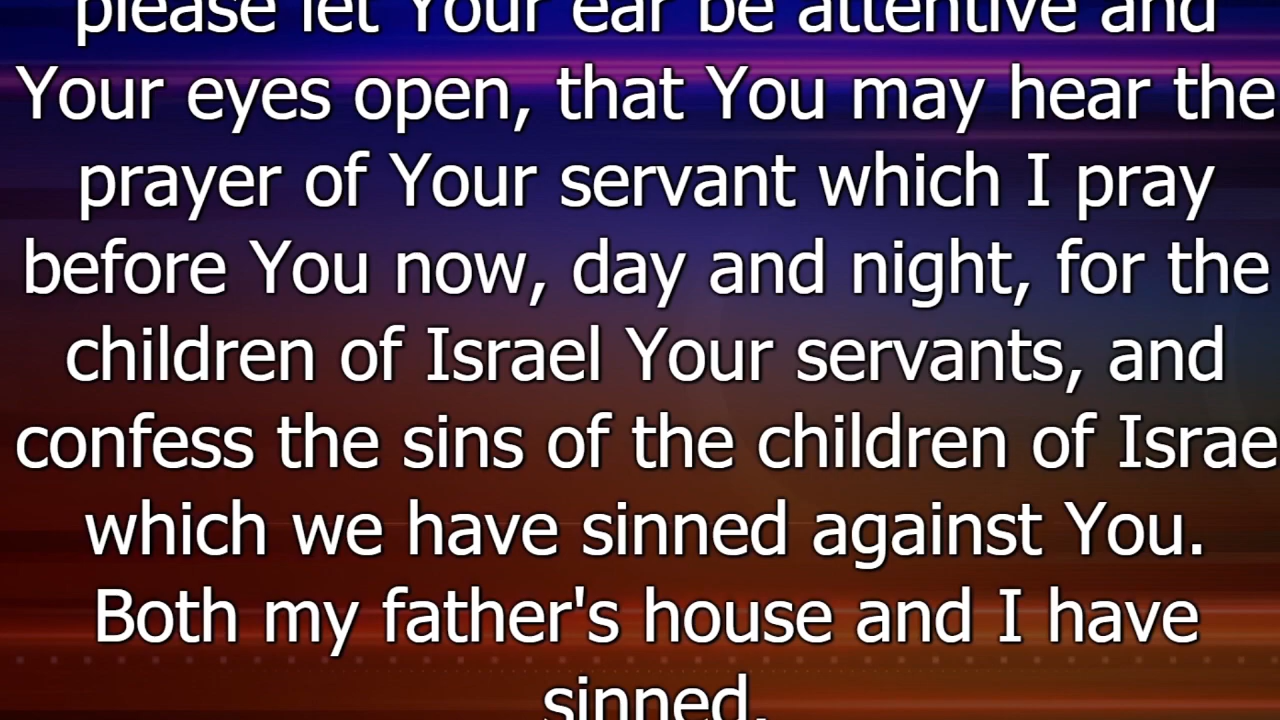 please let Your ear be attentive and
Your eyes open, that You may hear the
prayer of Your servant which I pray
before You now, day and night, for the
children of Israel Your servants, and
confess the sins of the children of Israe
which we have sinned against You.
Both my father's house and I have
sinned.